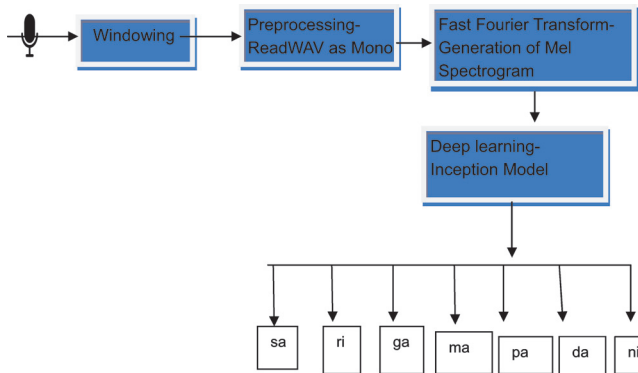 Windowing
Preprocessing-
ReadWAV as Mono
Fast Fourier Transform-
Generation of Mel
Spectrogram
Deep learning-
Inception Model
sa
ri
ga
ma
pa
da
ni